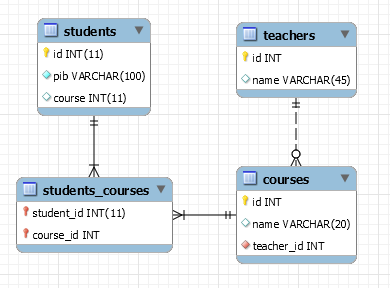 students
id INT(11)
pib VARCHAR(100)
course INT(11)
teachers
id INT
name VARCHAR(45)
students_courses
student_id INT(11)
course_id INT
courses
id INT
name VARCHAR(20)
teacher_id INT